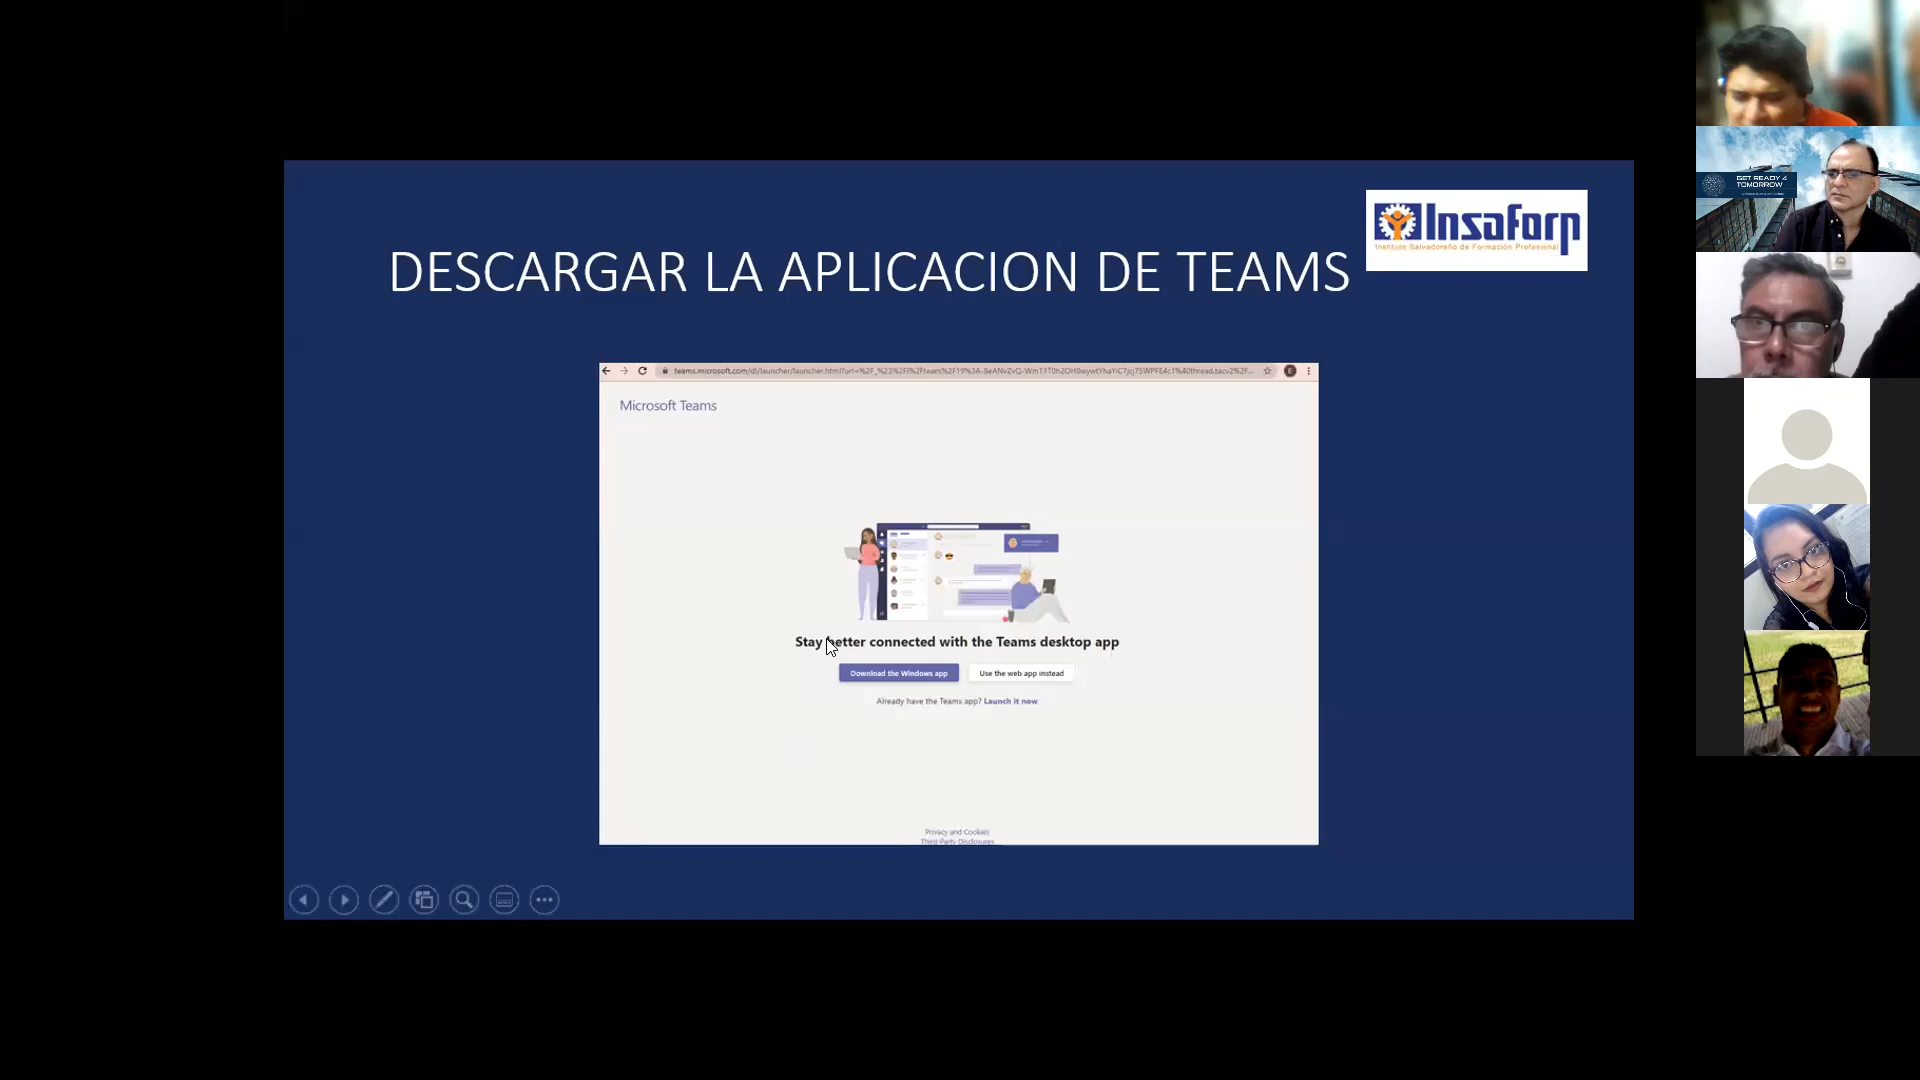 DESCARGAR LA APLICACION DE TEAMS
Insaforp
Instituto Salvadoreño de Formación Profesional
GET READY 4
TOMORROW
Microsoft Teams
Stay better connected with the Teams desktop app
Download the Windows app
Use the web app instead
Already have the Teams app? Launch it now
Privacy and Cookies
Third-Party Disclosures